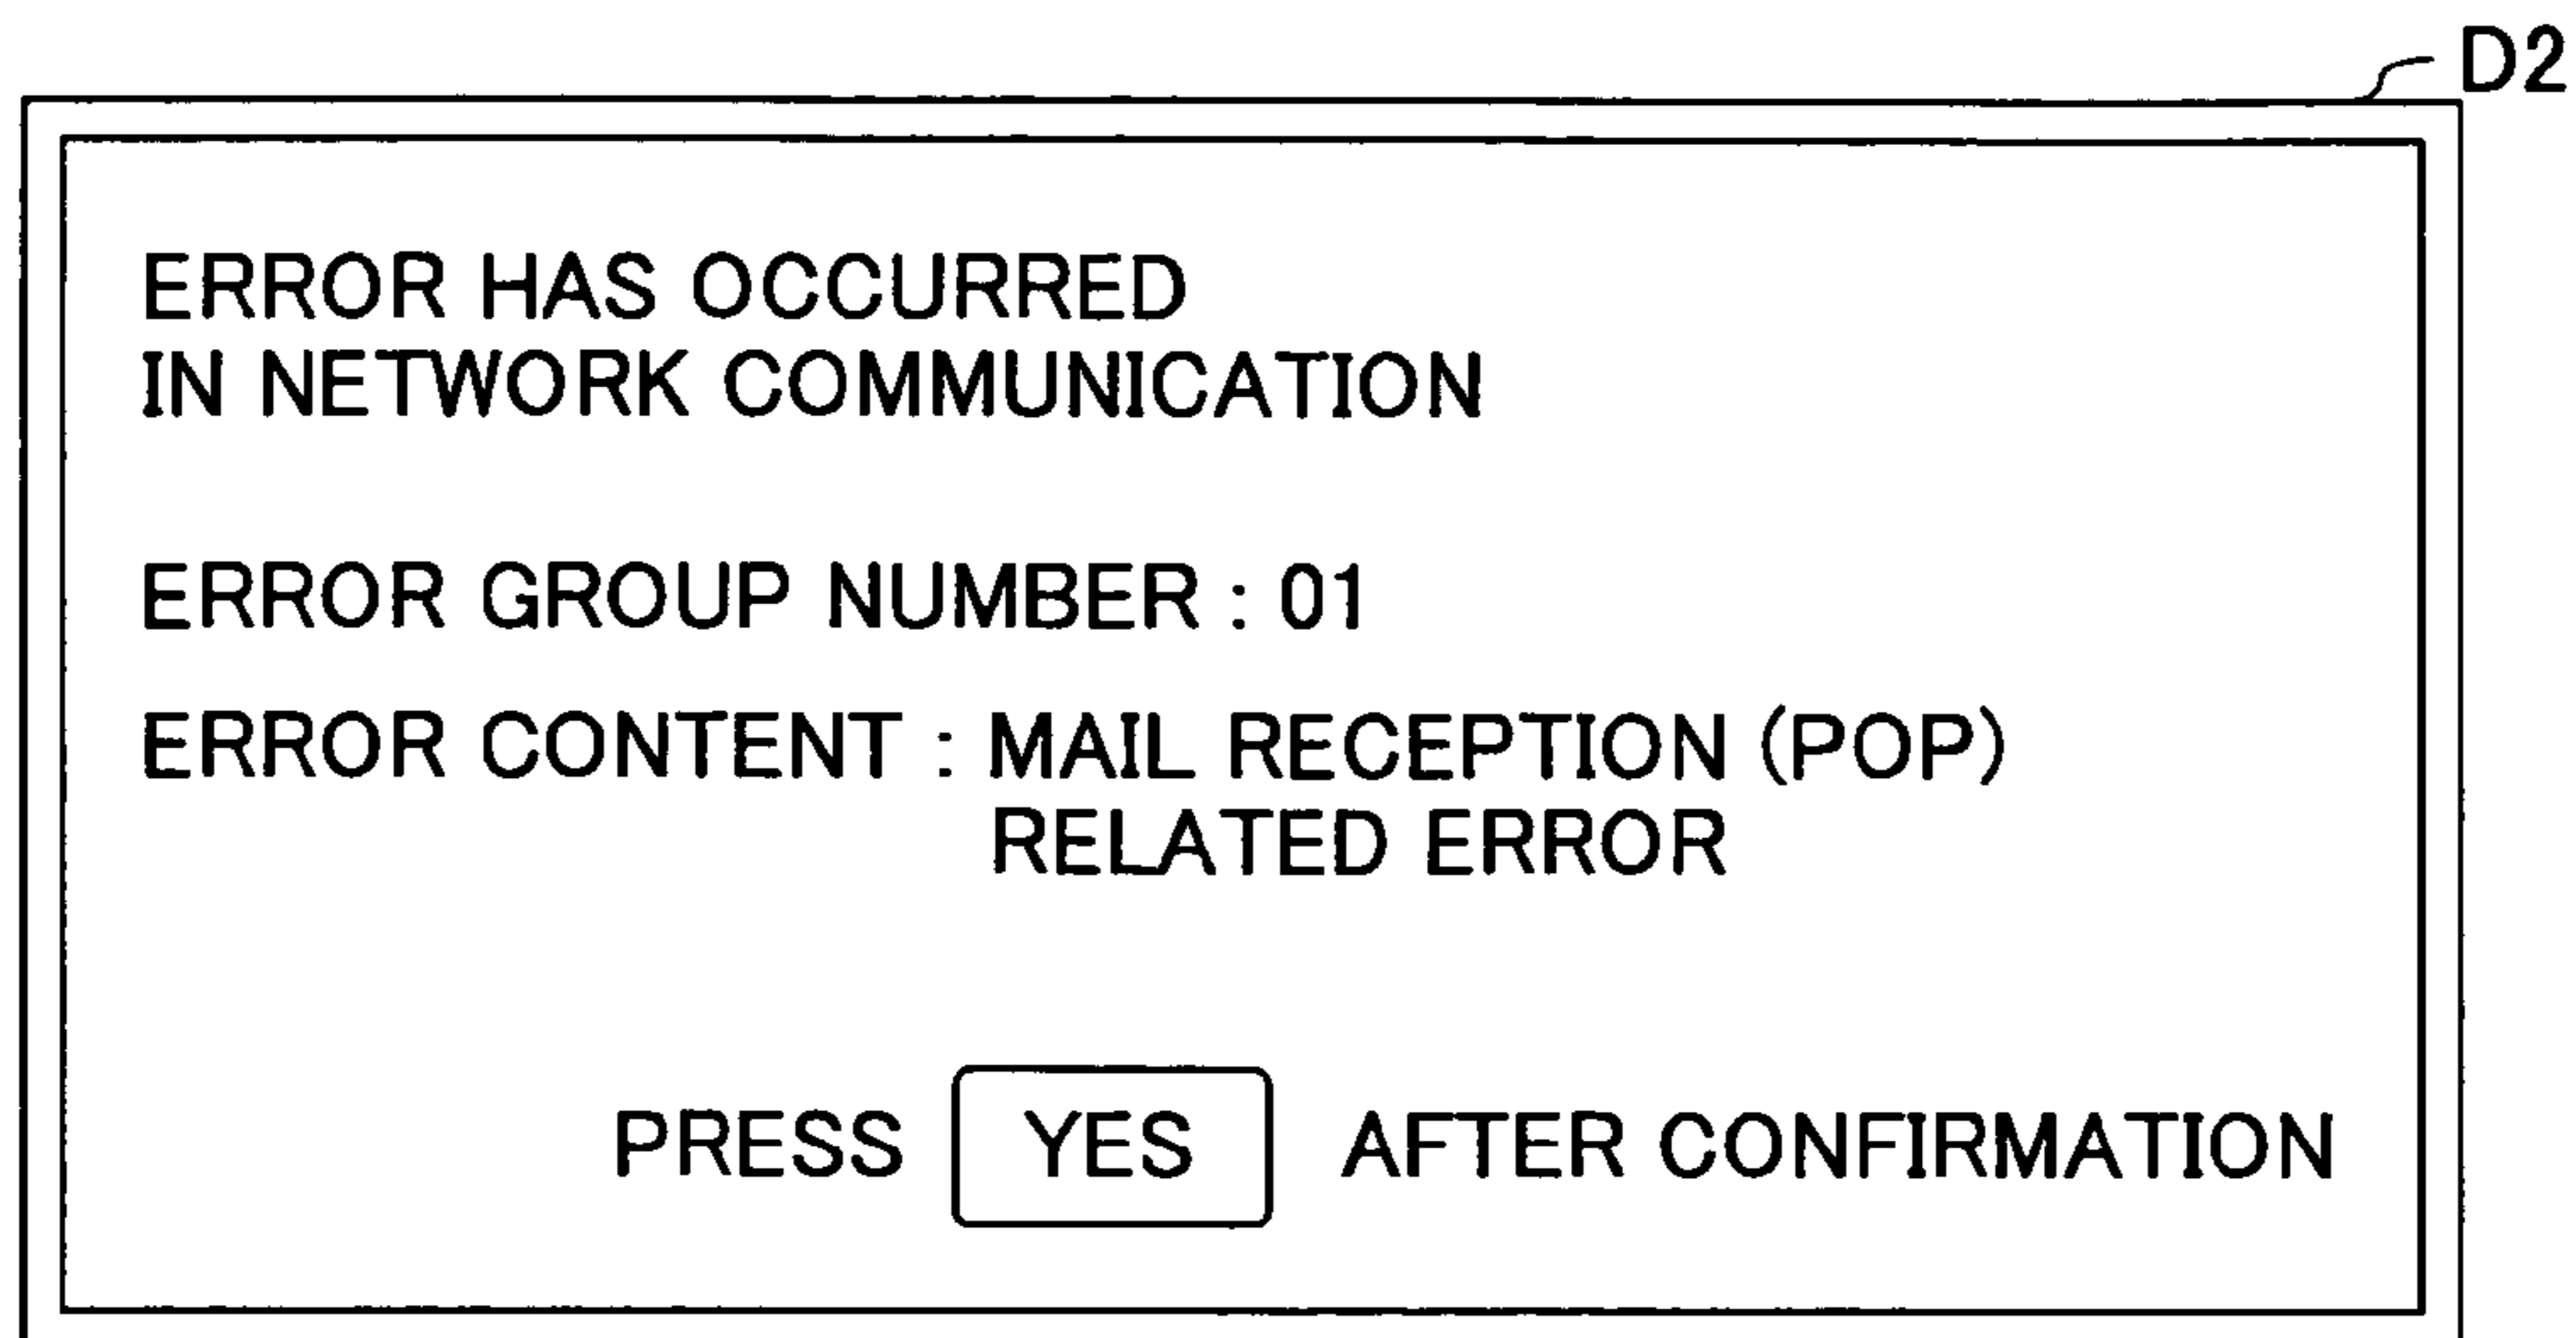 D2
ERROR HAS OCCURRED
IN NETWORK COMMUNICATION
ERROR GROUP NUMBER : 01
ERROR CONTENT : MAIL RECEPTION (POP)
RELATED ERROR
PRESS YES AFTER CONFIRMATION